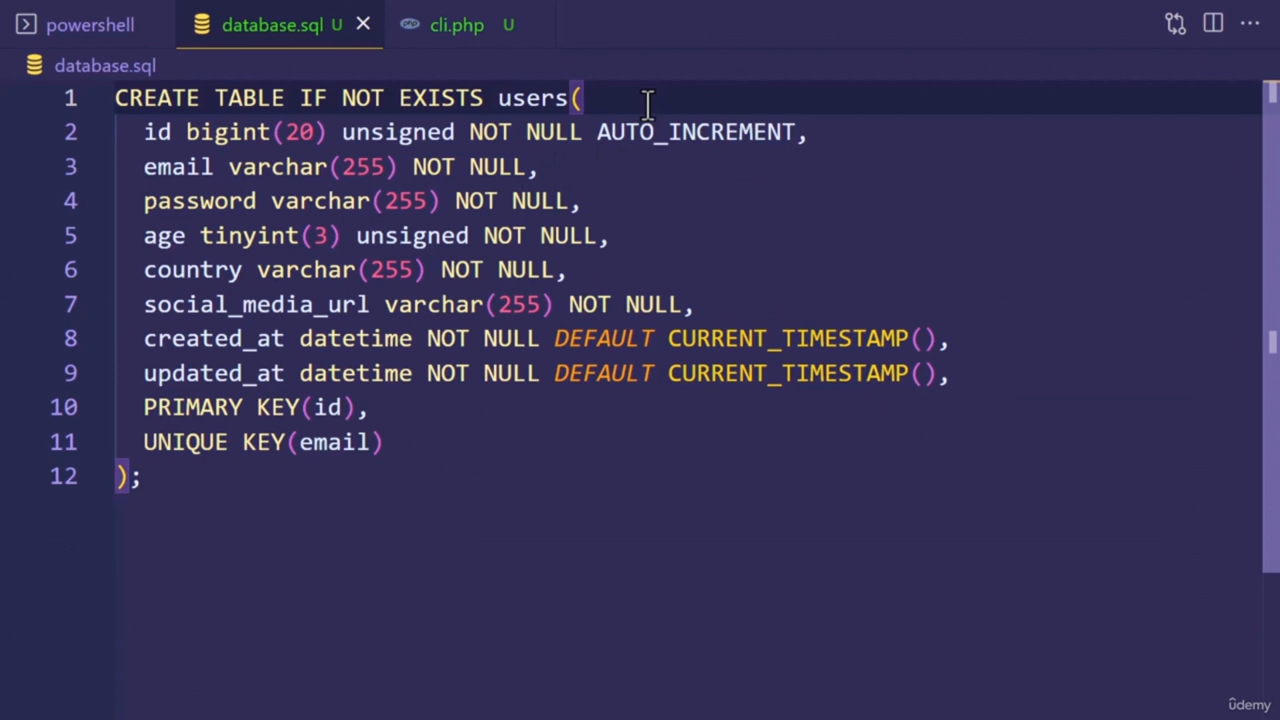 powershell
database.sql U
cli.php U
database.sql
1 CREATE TABLE IF NOT EXISTS users(
2 id bigint(20) unsigned NOT NULL AUTO_INCREMENT,
3 email varchar(255) NOT NULL,
4 password varchar(255) NOT NULL,
5 age tinyint(3) unsigned NOT NULL,
6 country varchar(255) NOT NULL,
7 social_media_url varchar(255) NOT NULL,
8 created_at datetime NOT NULL DEFAULT CURRENT_TIMESTAMP(),
9 updated_at datetime NOT NULL DEFAULT CURRENT_TIMESTAMP(),
10 PRIMARY KEY(id),
11 UNIQUE KEY(email)
12 );
ûdemy